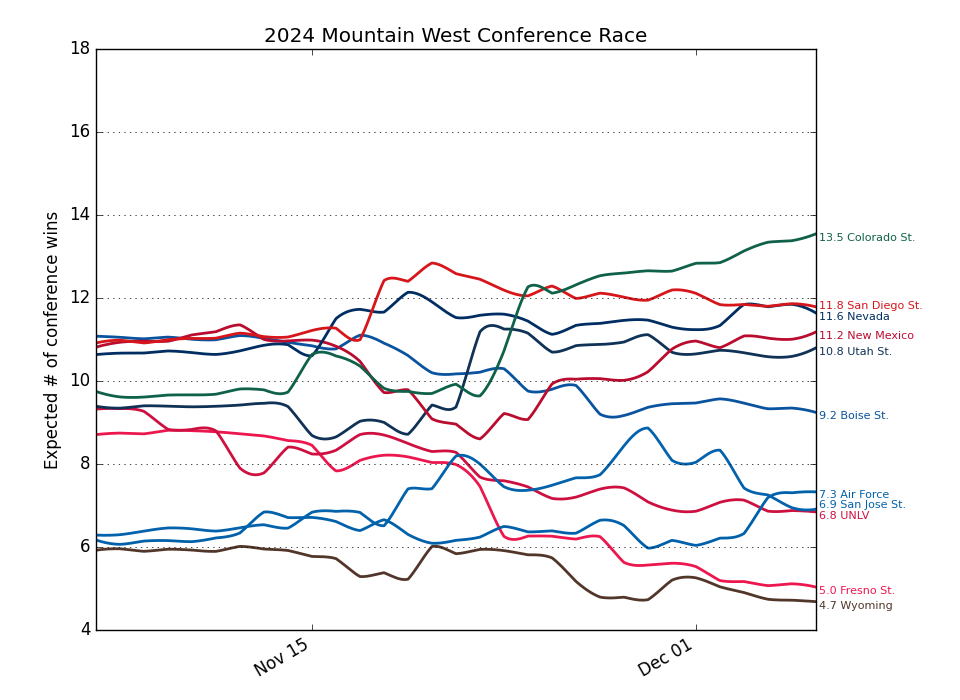 2024 Mountain West Conference Race
Expected # of conference wins
18
16
14
12
10
8
6
4
Nov 15
Dec 01
13.5 Colorado St.
11.8 San Diego St.
11.6 Nevada
11.2 New Mexico
10.8 Utah St.
9.2 Boise St.
7.3 Air Force
6.9 San Jose St.
6.8 UNLV
5.0 Fresno St.
4.7 Wyoming